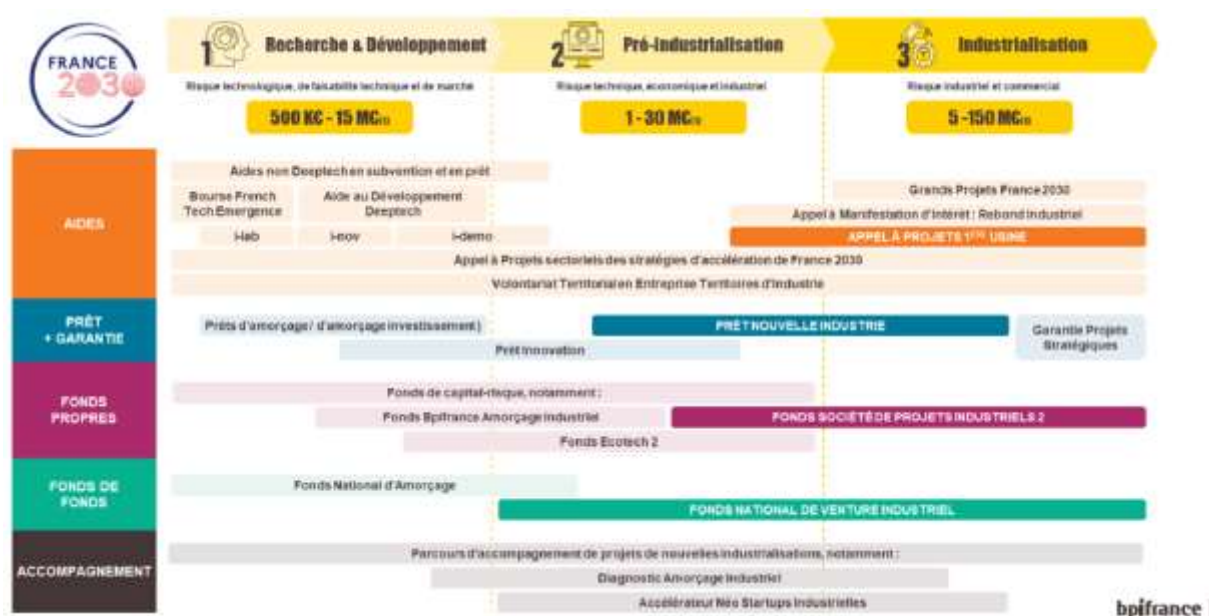 FRANCE
2030
1 Recherche & Développement
2 Pré-industrialisation
3 Industrialisation
Risque technologique, de faisabilité technique et de marché
Risque technique, économique et industriel
Risque industriel et commercial
500 K€ - 15 M€(1)
1 - 30 M€(1)
5 -150 M€(1)
AIDES
Aides non Deeptech en subvention et en prêt
Bourse French
Tech Emergence
Aide au Développement
Deeptech
Grands Projets France 2030
Appel à Manifestation d'Intérêt : Rebond Industriel
i-lab
i-nov
i-demo
APPEL À PROJETS 1ÈRE USINE
Appel à Projets sectoriels des stratégies d'accélération de France 2030
Volontariat Territorial en Entreprise Territoires d'Industrie
PRÊT
+ GARANTIE
Prêts d'amorçage/ d'amorçage investissement)
PRÊT NOUVELLE INDUSTRIE
Garantie Projets
Stratégiques
Prêt Innovation
FONDS
PROPRES
Fonds de capital-risque, notamment :
Fonds Bpifrance Amorçage Industriel
FONDS SOCIÉTÉ DE PROJETS INDUSTRIELS 2
Fonds Ecotech 2
FONDS DE
FONDS
Fonds National d'Amorçage
FONDS NATIONAL DE VENTURE INDUSTRIEL
ACCOMPAGNEMENT
Parcours d'accompagnement de projets de nouvelles industrialisations, notamment :
Diagnostic Amorçage Industriel
Accélérateur Néo Startups Industrielles
bpifrance